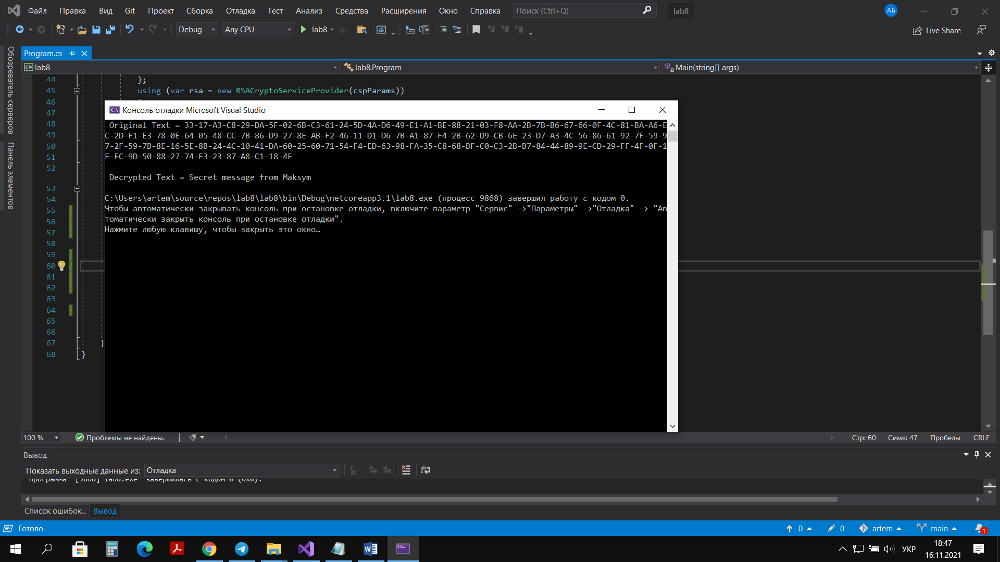 Файл Правка Вид Git Проект Сборка Отладка Тест Анализ Средства Расширения Окно Справка Поиск (Ctrl+Q) lab8 АБ
Debug Any CPU lab8 Live Share
Обозреватель серверов
Панель элементов
Program.cs
C# lab8 lab8.Program Main(string[] args)
44 };
45 using (var rsa = new RSACryptoServiceProvider(cspParams))
46
47
48
49
50
51
52
53
54
55
56
57
58
59
60
61
62
63
64
65
66
67 }
68 }
Консоль отладки Microsoft Visual Studio
Original Text = 33-17-A3-C8-29-DA-5F-02-6B-C3-61-24-5D-4A-D6-49-E1-A1-BE-88-21-03-F8-AA-2B-7B-B6-67-66-0F-4C-81-BA-A6-E
C-2D-F1-E3-78-0E-64-05-48-CC-7B-86-D9-27-8E-AB-F2-46-11-D1-D6-7B-A1-87-F4-2B-62-D9-CB-6E-23-D7-A3-4C-56-86-61-92-7F-59-9
7-2F-59-7B-8E-16-5E-8B-24-4C-10-41-DA-60-25-60-71-54-F4-ED-63-98-FA-35-C8-68-BF-C0-C3-2B-B7-84-44-89-9E-CD-29-FF-4F-0F-1
E-FC-9D-50-88-27-74-F3-23-87-A8-C1-18-4F
Decrypted Text = Secret message from Maksym
C:\Users\artem\source\repos\lab8\lab8\bin\Debug\netcoreapp3.1\lab8.exe (процесс 9868) завершил работу с кодом 0.
Чтобы автоматически закрывать консоль при остановке отладки, включите параметр "Сервис" ->"Параметры" ->"Отладка" -> "Ав
томатически закрыть консоль при остановке отладки".
Нажмите любую клавишу, чтобы закрыть это окно…
100 % Проблемы не найдены. Стр: 60 Симв: 47 Пробелы CRLF
Вывод
Показать выходные данные из: Отладка
Программа "[9868] lab8.exe" завершилась с кодом 0 (0x0).
Список ошибок... Вывод
Готово 0 0 artem main 1
УКР 18:47
16.11.2021